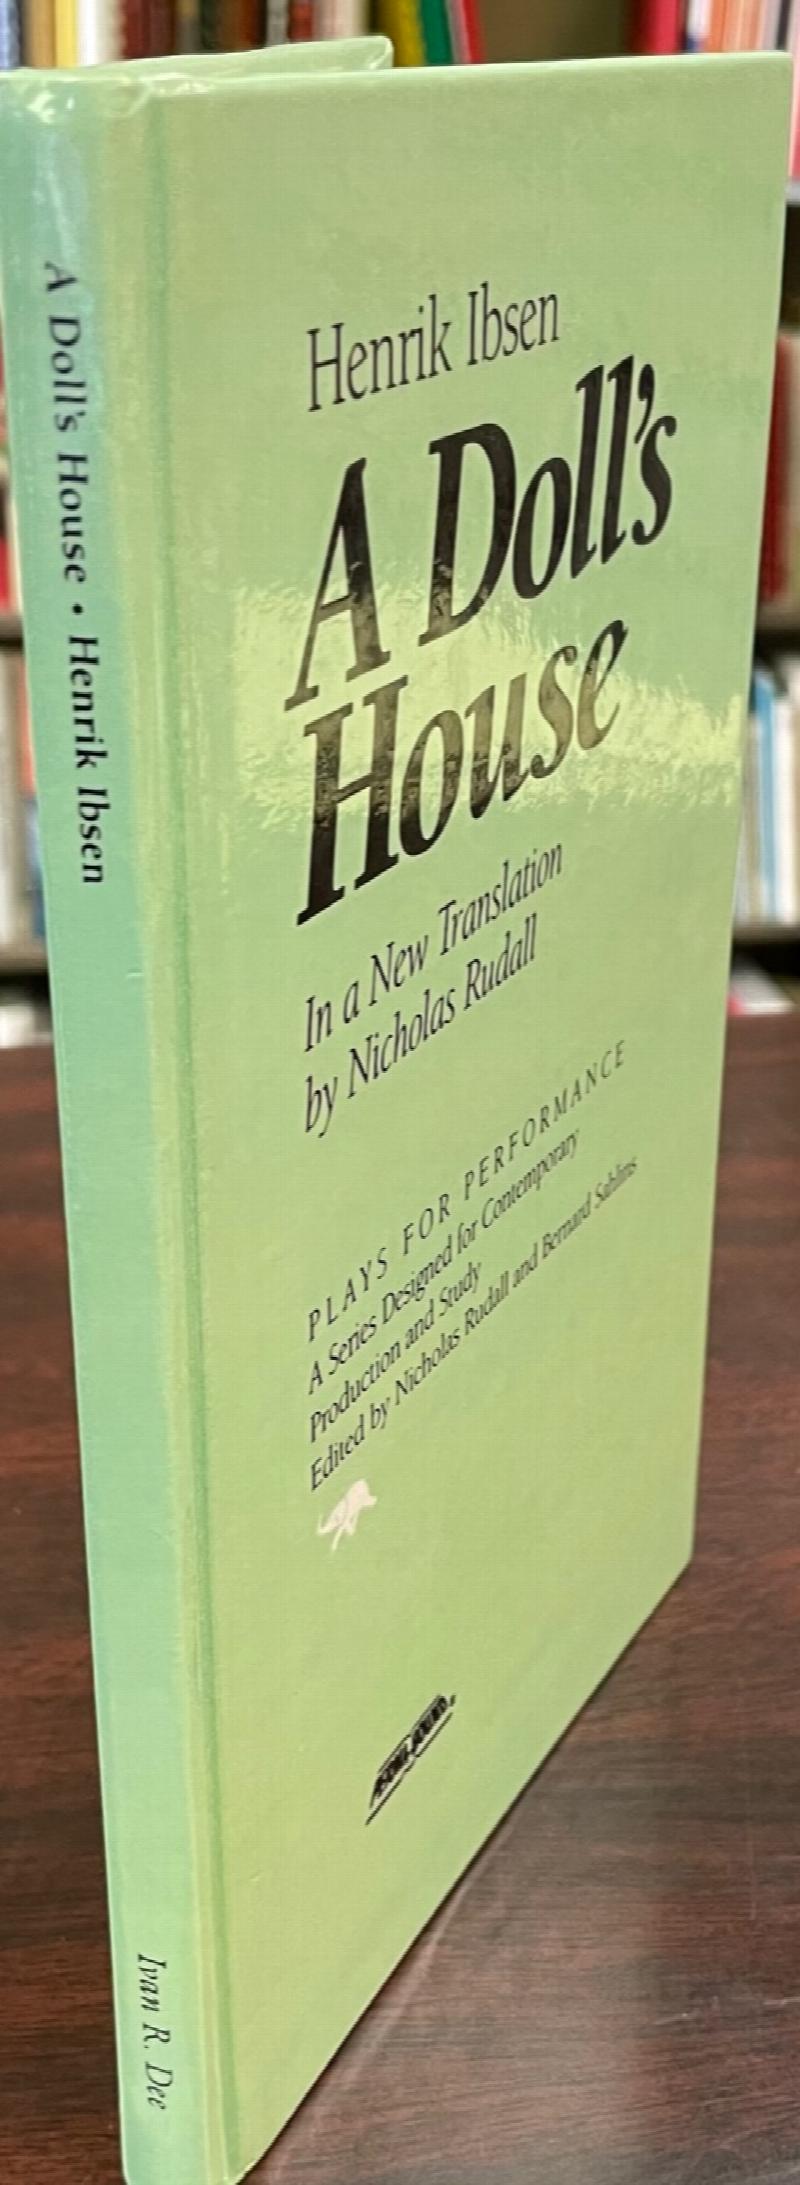 A Doll's House • Henrik Ibsen
Ivan R. Dee
Henrik Ibsen
A Doll's
House
In a New Translation
by Nicholas Rudall
PLAYS FOR PERFORMANCE
A Series Designed for Contemporary
Production and Study
Edited by Nicholas Rudall and Bernard Sahlins